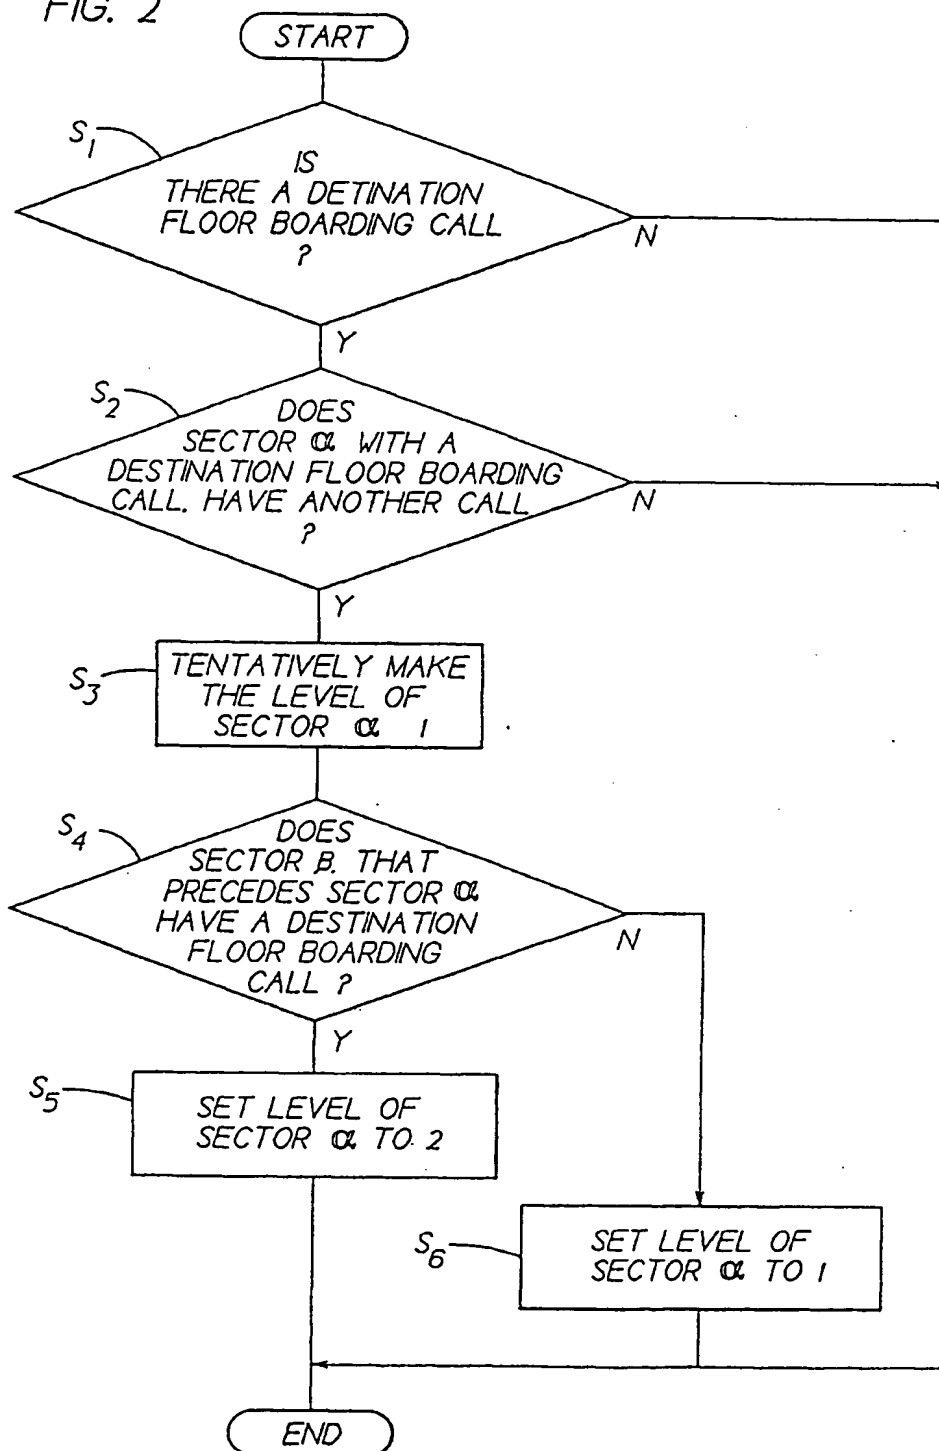 FIG. 2
START
S1
IS
THERE A DETINATION
FLOOR BOARDING CALL
?
N
Y
S2
DOES
SECTOR α WITH A
DESTINATION FLOOR BOARDING
CALL. HAVE ANOTHER CALL
?
N
Y
S3
TENTATIVELY MAKE
THE LEVEL OF
SECTOR α 1
S4
DOES
SECTOR β. THAT
PRECEDES SECTOR α
HAVE A DESTINATION
FLOOR BOARDING
CALL ?
N
Y
S5
SET LEVEL OF
SECTOR α TO 2
S6
SET LEVEL OF
SECTOR α TO 1
END